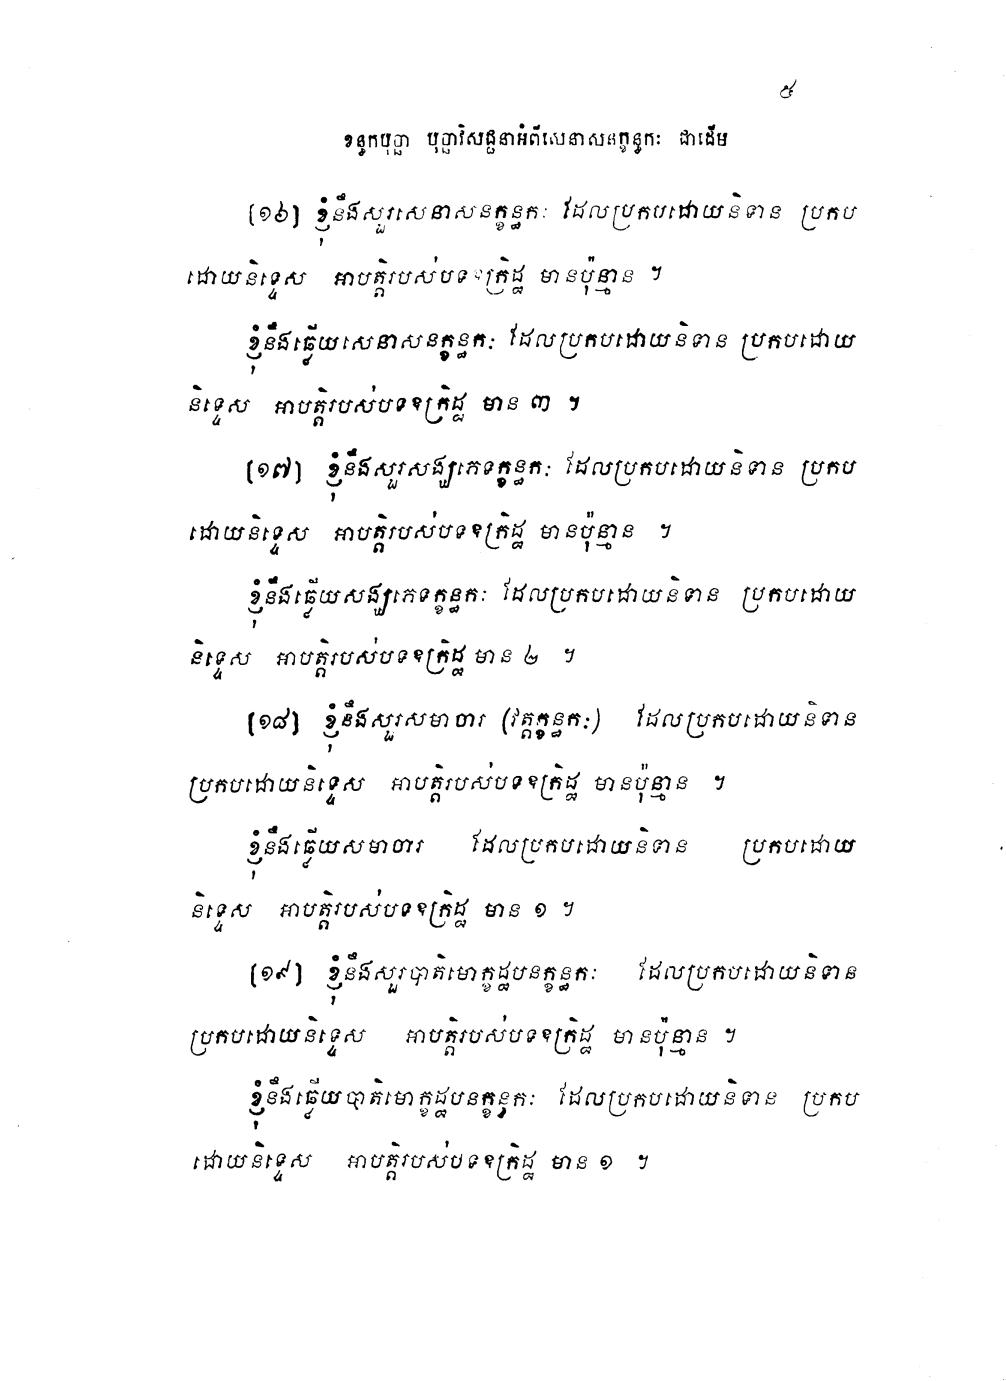 ៥
ខន្ធកបុច្ឆា បុច្ឆាវិសជ្ជនាអំពីសេនាសនក្ខន្ធកៈ ជាដើម
[១៦] ខ្ញុំនឹងសួរសេនាសនក្ខន្ធកៈ ដែលប្រកបដោយនិទាន ប្រកប
ដោយនិទ្ទេស អាបត្តិរបស់បទឧក្រិដ្ឋ មានប៉ុន្មាន ។
ខ្ញុំនឹងឆ្លើយសេនាសនក្ខន្ធកៈ ដែលប្រកបដោយនិទាន ប្រកបដោយ
និទ្ទេស អាបត្តិរបស់បទឧក្រិដ្ឋ មាន ៣ ។
[១៧] ខ្ញុំនឹងសួរសង្ឃភេទក្ខន្ធកៈ ដែលប្រកបដោយនិទាន ប្រកប
ដោយនិទ្ទេស អាបត្តិរបស់បទឧក្រិដ្ឋ មានប៉ុន្មាន ។
ខ្ញុំនឹងឆ្លើយសង្ឃភេទក្ខន្ធកៈ ដែលប្រកបដោយនិទាន ប្រកបដោយ
និទ្ទេស អាបត្តិរបស់បទឧក្រិដ្ឋ មាន ២ ។
[១៨] ខ្ញុំនឹងសួរសមាចារ (វត្តក្ខន្ធកៈ) ដែលប្រកបដោយនិទាន
ប្រកបដោយនិទ្ទេស អាបត្តិរបស់បទឧក្រិដ្ឋ មានប៉ុន្មាន ។
ខ្ញុំនឹងឆ្លើយសមាចារ ដែលប្រកបដោយនិទាន ប្រកបដោយ
និទ្ទេស អាបត្តិរបស់បទឧក្រិដ្ឋ មាន ១ ។
[១៩] ខ្ញុំនឹងសួរបាតិមោក្ខដ្ឋបនក្ខន្ធកៈ ដែលប្រកបដោយនិទាន
ប្រកបដោយនិទ្ទេស អាបត្តិរបស់បទឧក្រិដ្ឋ មានប៉ុន្មាន ។
ខ្ញុំនឹងឆ្លើយបាតិមោក្ខដ្ឋបនក្ខន្ធកៈ ដែលប្រកបដោយនិទាន ប្រកប
ដោយនិទ្ទេស អាបត្តិរបស់បទឧក្រិដ្ឋ មាន ១ ។